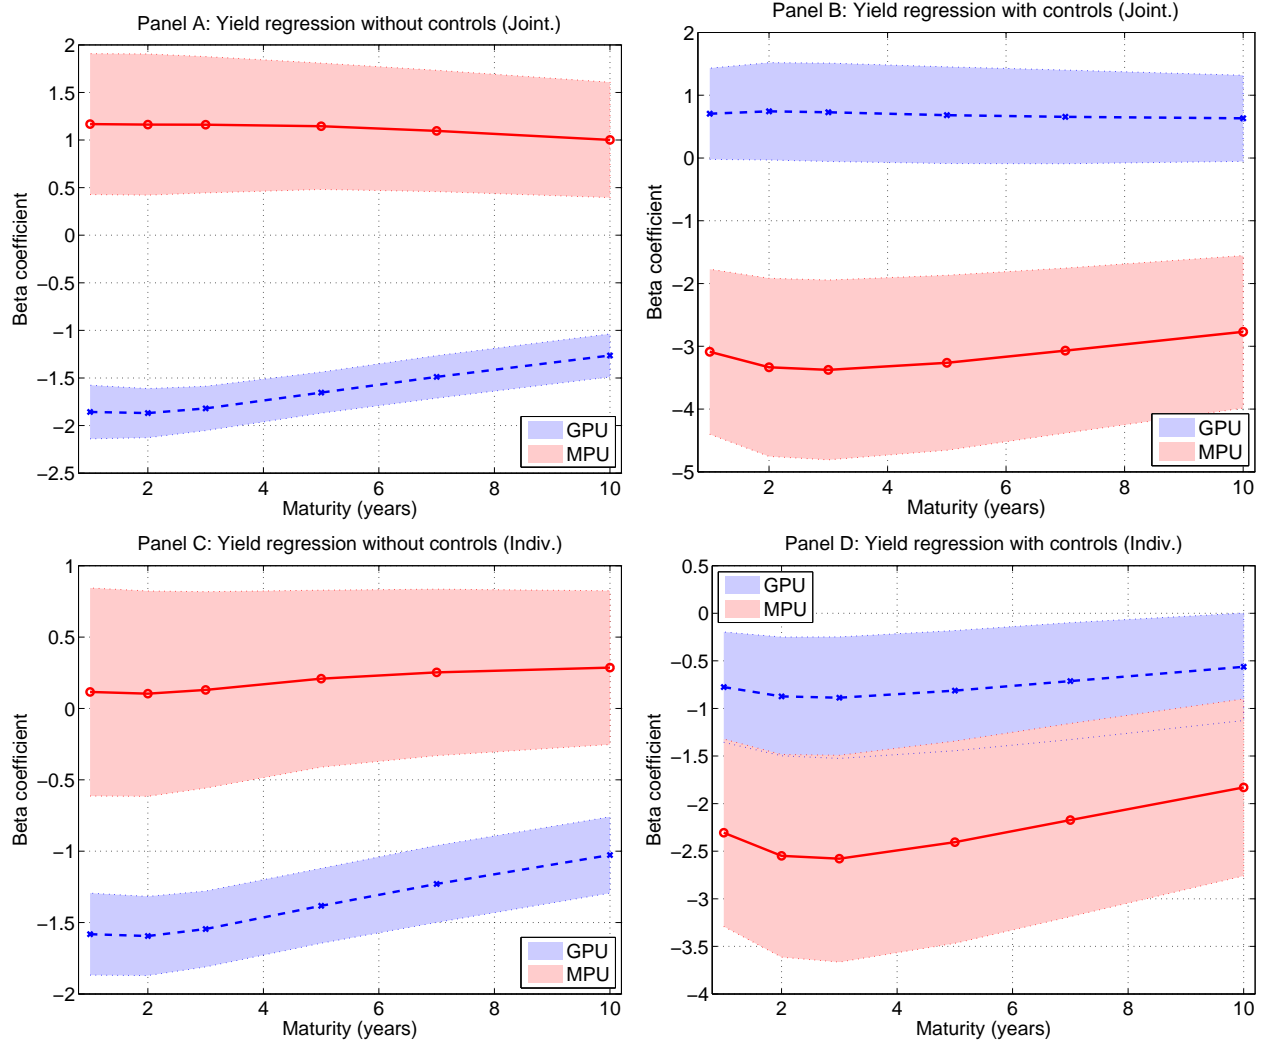 Panel A: Yield regression without controls (Joint.)
2
1.5
1
0.5
0
−0.5
−1
−1.5
−2
−2.5
Beta coefficient
GPU
MPU
2 4 6 8 10
Maturity (years)
Panel B: Yield regression with controls (Joint.)
2
1
0
−1
−2
−3
−4
−5
Beta coefficient
GPU
MPU
2 4 6 8 10
Maturity (years)
Panel C: Yield regression without controls (Indiv.)
1
0.5
0
−0.5
−1
−1.5
−2
Beta coefficient
GPU
MPU
2 4 6 8 10
Maturity (years)
Panel D: Yield regression with controls (Indiv.)
0.5
0
−0.5
−1
−1.5
−2
−2.5
−3
−3.5
−4
Beta coefficient
GPU
MPU
2 4 6 8 10
Maturity (years)